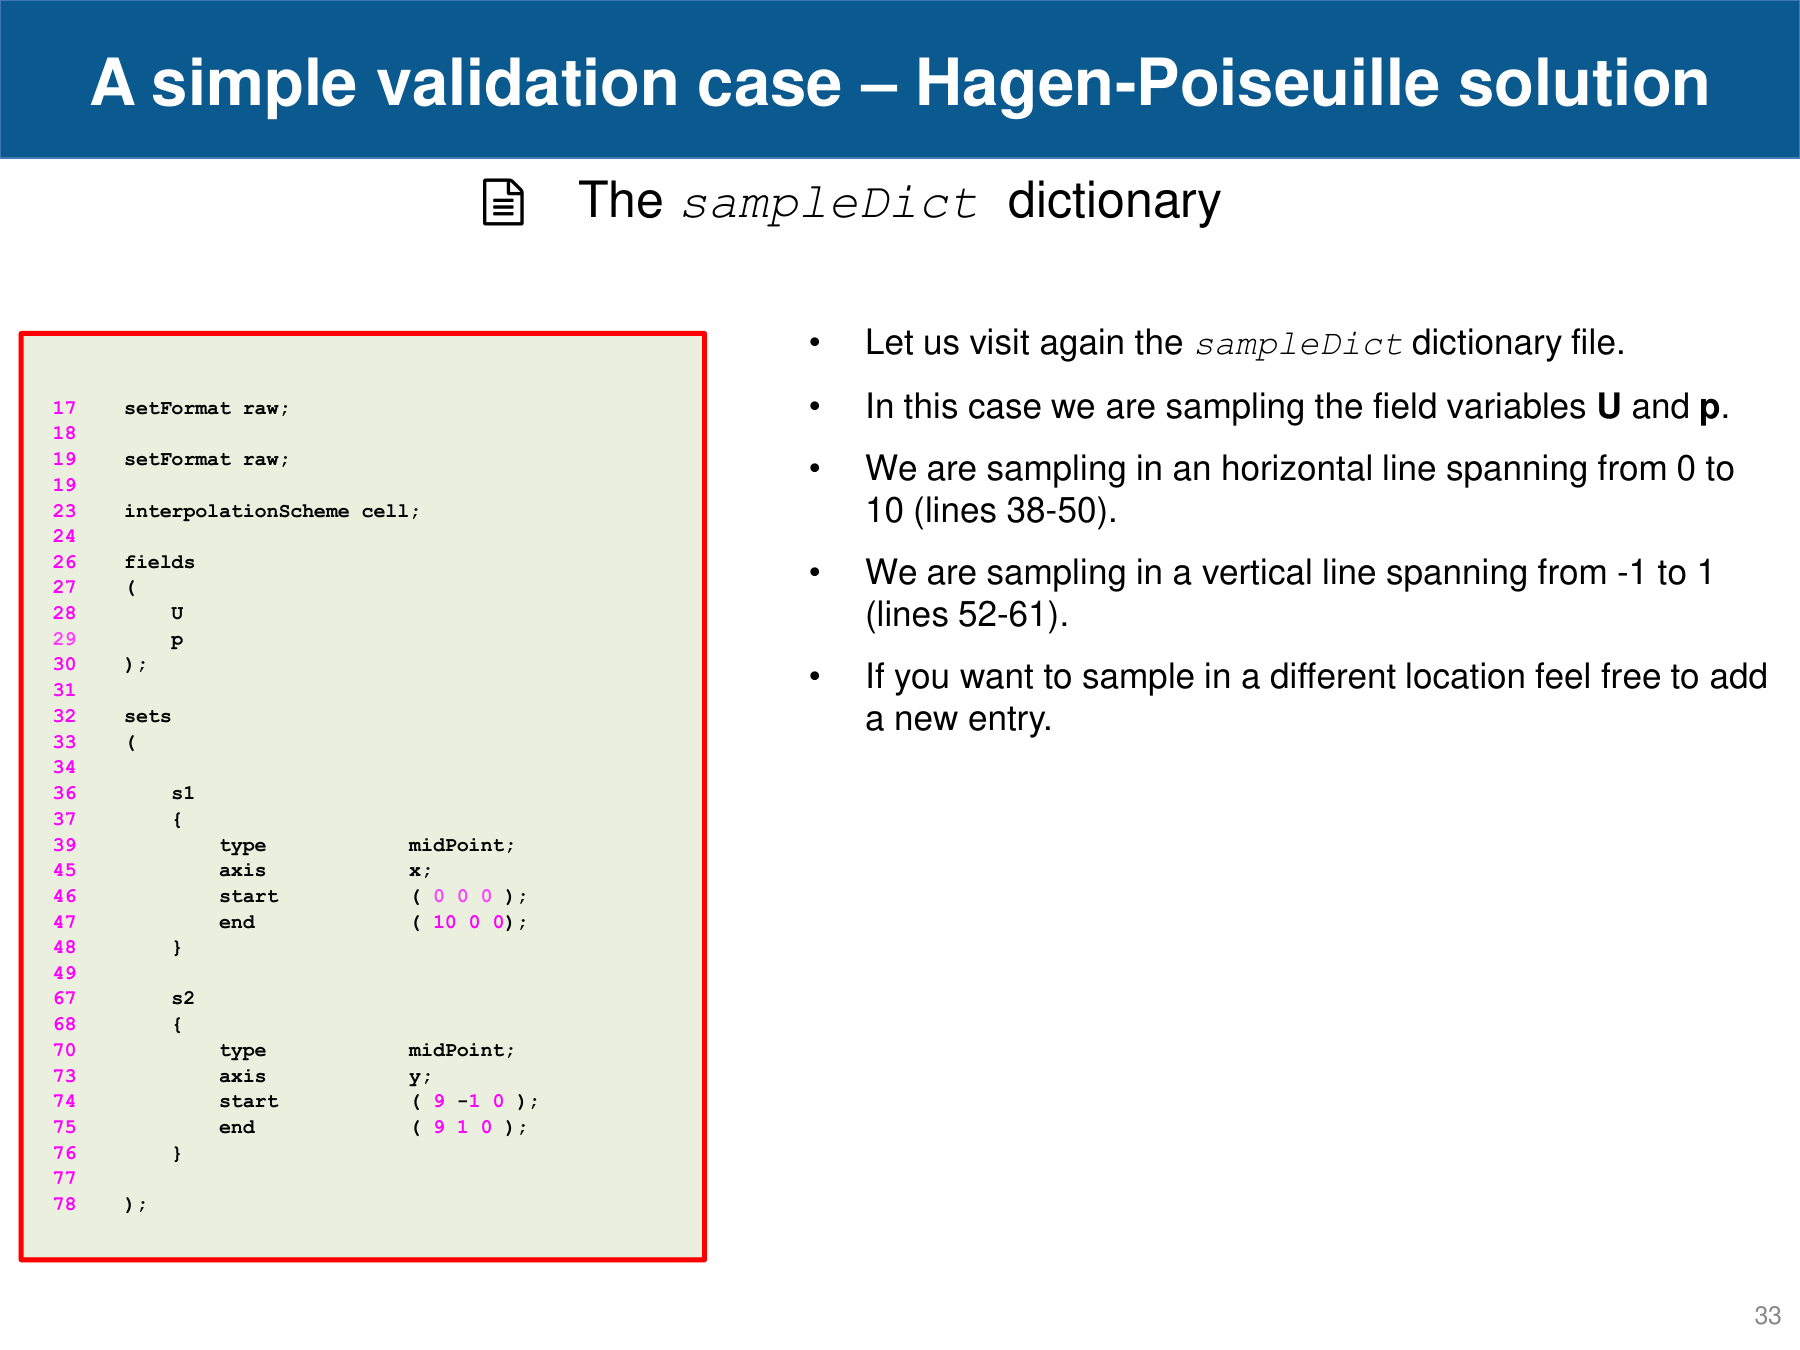 A simple validation case – Hagen-Poiseuille solution
The sampleDict dictionary
17    setFormat raw;
18
19    setFormat raw;
19
23    interpolationScheme cell;
24
26    fields
27    (
28        U
29        p
30    );
31
32    sets
33    (
34
36        s1
37        {
39            type            midPoint;
45            axis            x;
46            start           ( 0 0 0 );
47            end             ( 10 0 0);
48        }
49
67        s2
68        {
70            type            midPoint;
73            axis            y;
74            start           ( 9 -1 0 );
75            end             ( 9 1 0 );
76        }
77
78    );
• Let us visit again the sampleDict dictionary file.
• In this case we are sampling the field variables U and p.
• We are sampling in an horizontal line spanning from 0 to
10 (lines 38-50).
• We are sampling in a vertical line spanning from -1 to 1
(lines 52-61).
• If you want to sample in a different location feel free to add
a new entry.
33